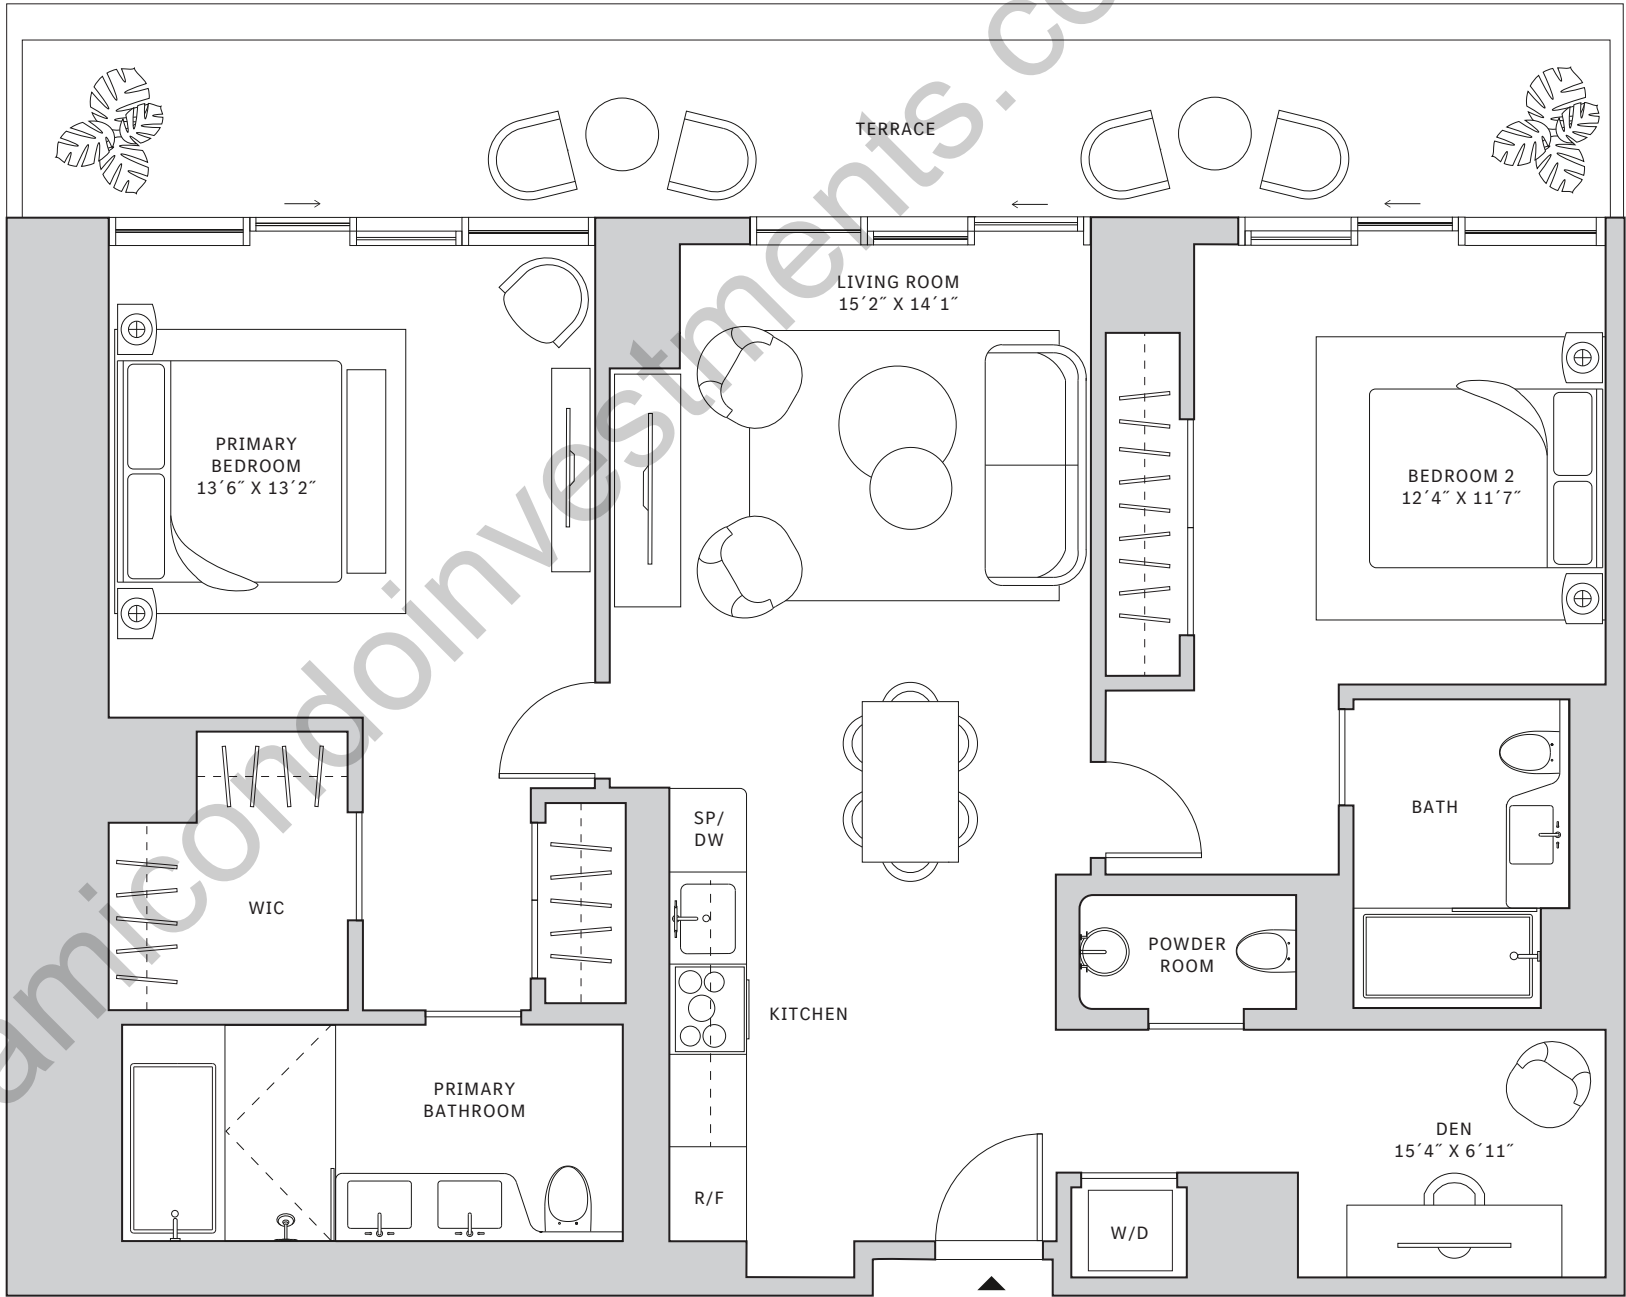 TERRACE
LIVING ROOM
15´2˝ X 14´1˝
PRIMARY
BEDROOM
13´6˝ X 13´2˝
BEDROOM 2
12´4˝ X 11´7˝
SP/
DW
BATH
WIC
POWDER
ROOM
KITCHEN
PRIMARY
BATHROOM
DEN
15´4˝ X 6´11˝
R/F
W/D
amicondoinvestments.co